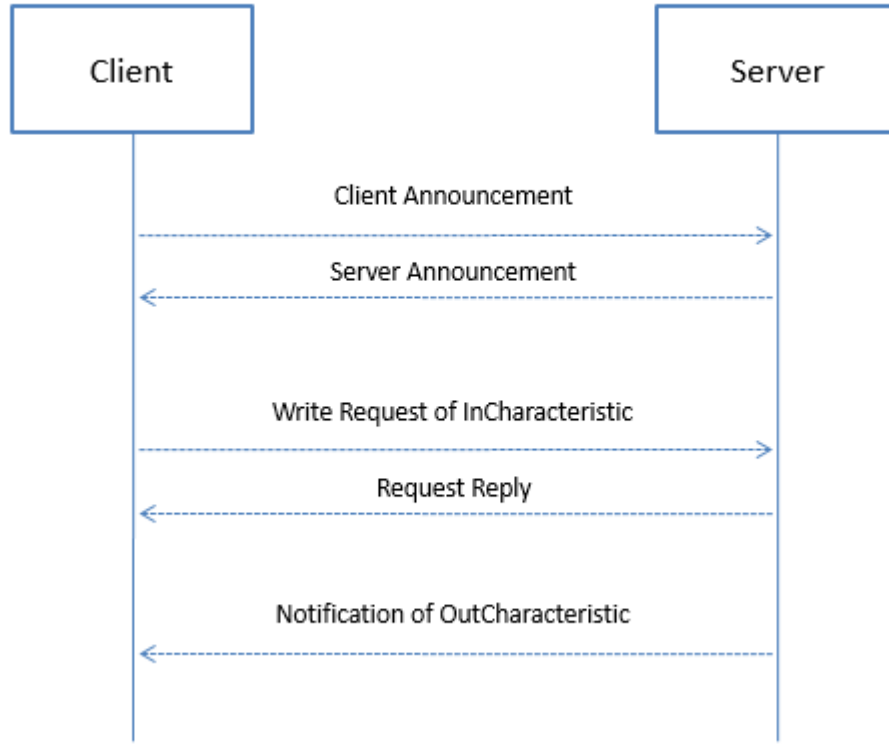 Client
Server
Client Announcement
Server Announcement
Write Request of InCharacteristic
Request Reply
Notification of OutCharacteristic